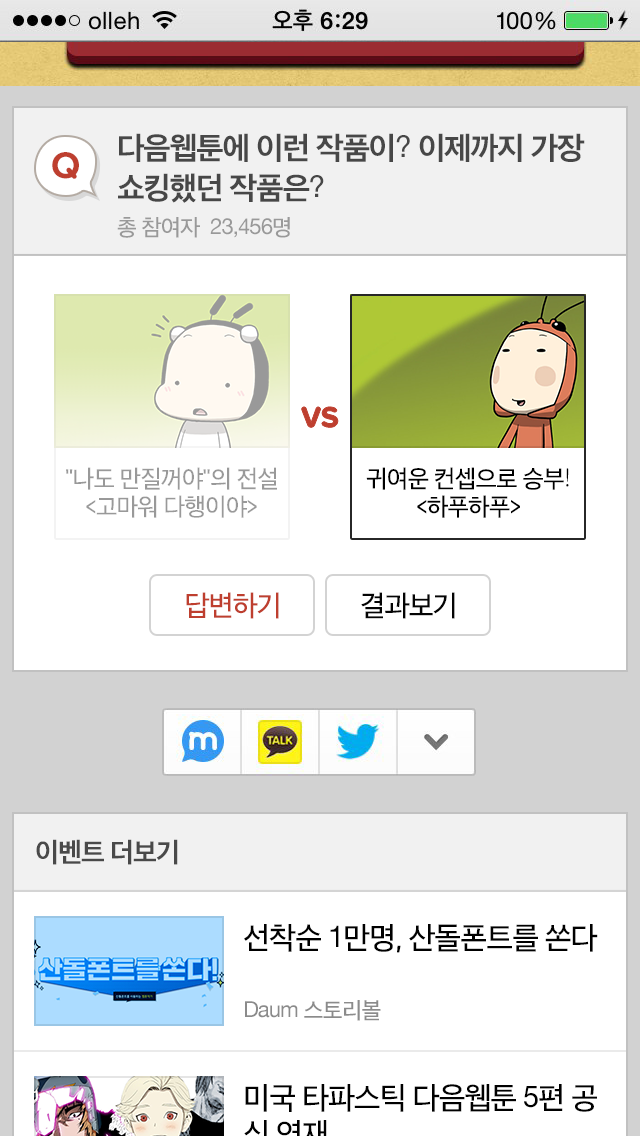 olleh 오후 6:29 100%
Q
다음웹툰에 이런 작품이? 이제까지 가장
쇼킹했던 작품은?
총 참여자 23,456명
VS
"나도 만질꺼야"의 전설
<고마워 다행이야>
귀여운 컨셉으로 승부!
<하푸하푸>
답변하기 결과보기
m TALK
이벤트 더보기
산돌폰트를쏜다!
선착순 1만명, 산돌폰트를 쏜다
Daum 스토리볼
미국 타파스틱 다음웹툰 5편 공
식 연재